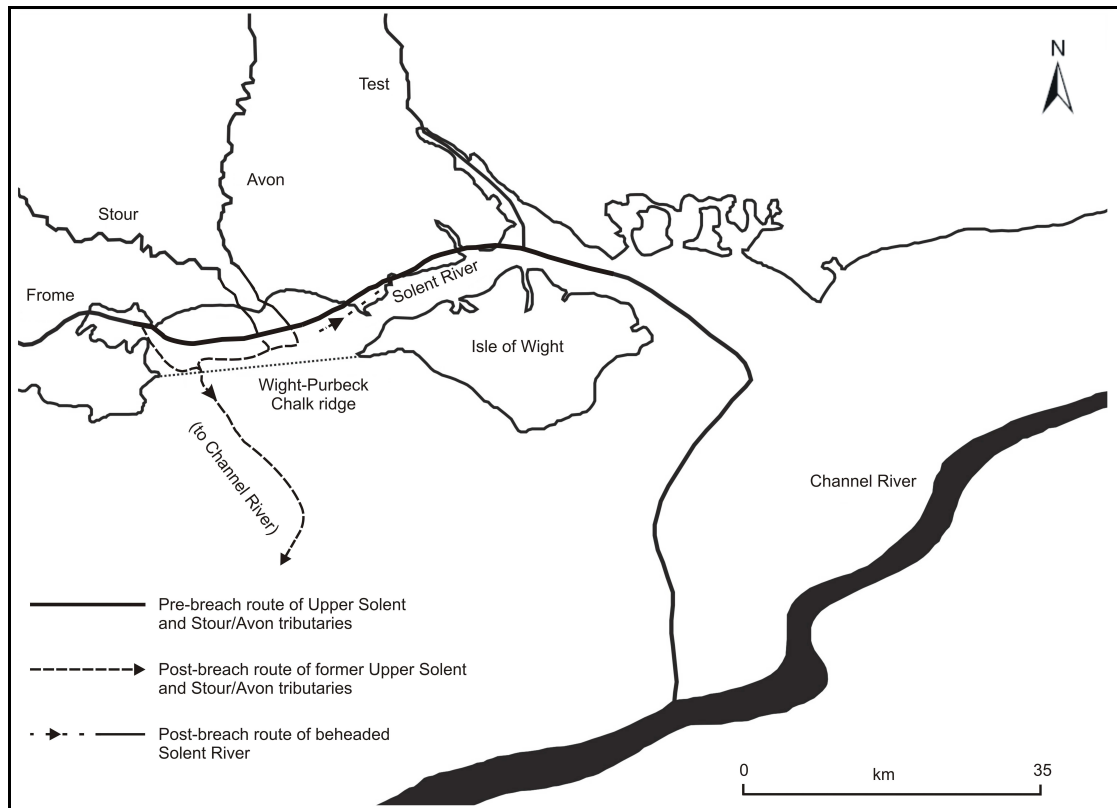 N
Test
Avon
Stour
Frome
Solent River
Isle of Wight
Wight-Purbeck
Chalk ridge
(to Channel River)
Channel River
Pre-breach route of Upper Solent
and Stour/Avon tributaries
Post-breach route of former Upper Solent
and Stour/Avon tributaries
Post-breach route of beheaded
Solent River
0 km 35